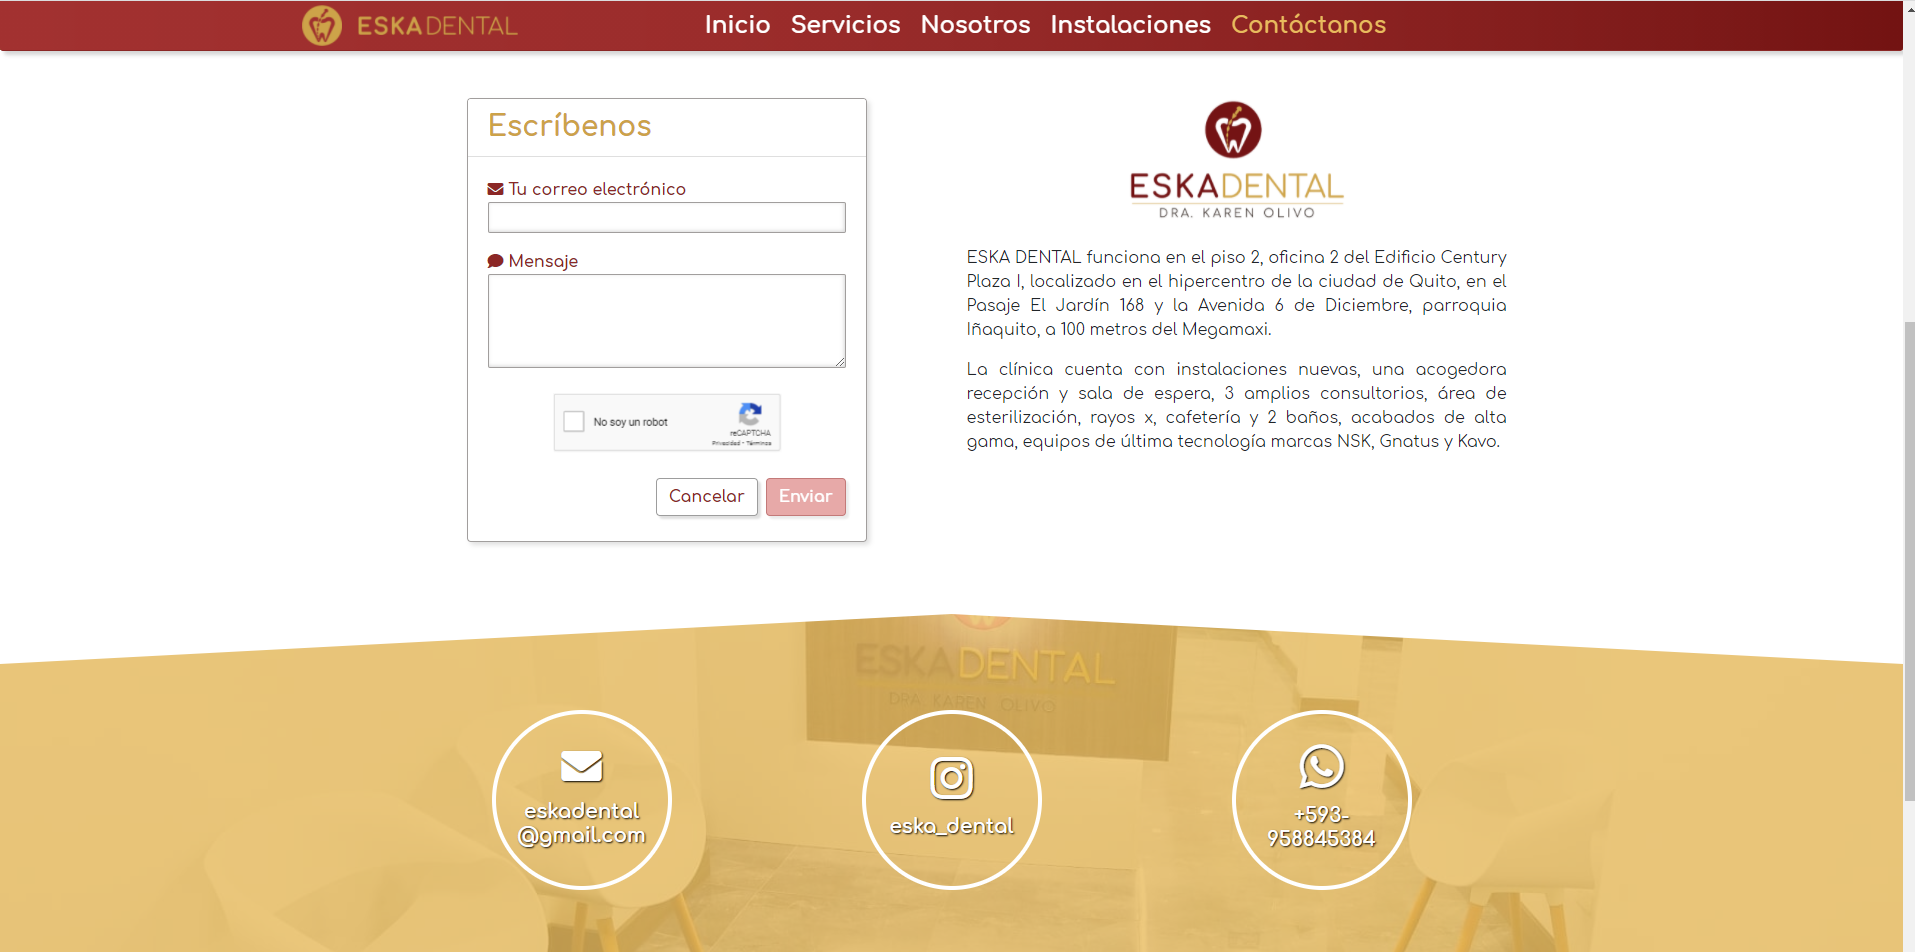 ESKADENTAL
Inicio Servicios Nosotros Instalaciones Contáctanos
Escríbenos
Tu correo electrónico
Mensaje
No soy un robot
reCAPTCHA
Privacidad - Términos
Cancelar Enviar
ESKADENTAL
DRA. KAREN OLIVO
ESKA DENTAL funciona en el piso 2, oficina 2 del Edificio Century
Plaza I, localizado en el hipercentro de la ciudad de Quito, en el
Pasaje El Jardín 168 y la Avenida 6 de Diciembre, parroquia
Iñaquito, a 100 metros del Megamaxi.
La clínica cuenta con instalaciones nuevas, una acogedora
recepción y sala de espera, 3 amplios consultorios, área de
esterilización, rayos x, cafetería y 2 baños, acabados de alta
gama, equipos de última tecnología marcas NSK, Gnatus y Kavo.
ESKADENTAL
DRA. KAREN OLIVO
eskadental
@gmail.com
eska_dental
+593-
958845384